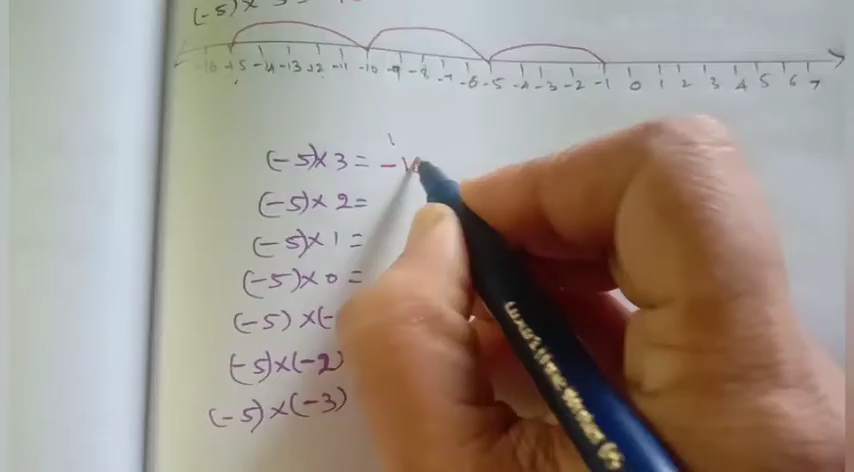 (-5) × 3 =
-15 -14 -13 -12 -11 -10 -9 -8 -7 -6 -5 -4 -3 -2 -1 0 1 2 3 4 5 6 7
(-5)×3 =
(-5)× 2=
(-5)× 1 =
(-5)×0 =
(-5) ×(-
(-5)×(-2)
(-5)×(-3)